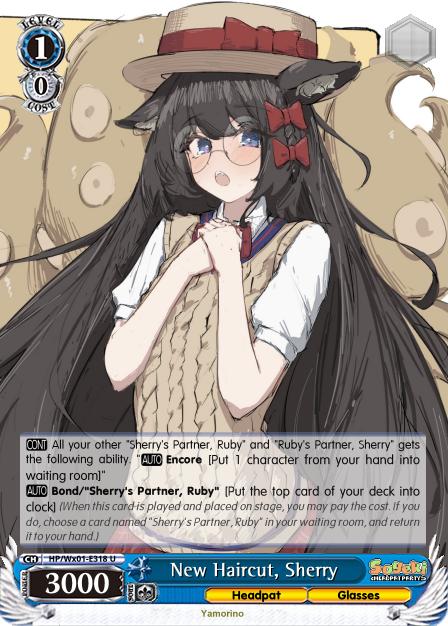 LEVEL
1
0
COST
CONT All your other "Sherry's Partner, Ruby" and "Ruby's Partner, Sherry" gets
the following ability. "AUTO Encore [Put 1 character from your hand into
waiting room]"
AUTO Bond/"Sherry's Partner, Ruby" [Put the top card of your deck into
clock] (When this card is played and placed on stage, you may pay the cost. If you
do, choose a card named "Sherry's Partner, Ruby" in your waiting room, and return
it to your hand.)
CH HP/Wx01-E318 U
POWER 3000 SOUL New Haircut, Sherry
Headpat Glasses
Yamorino